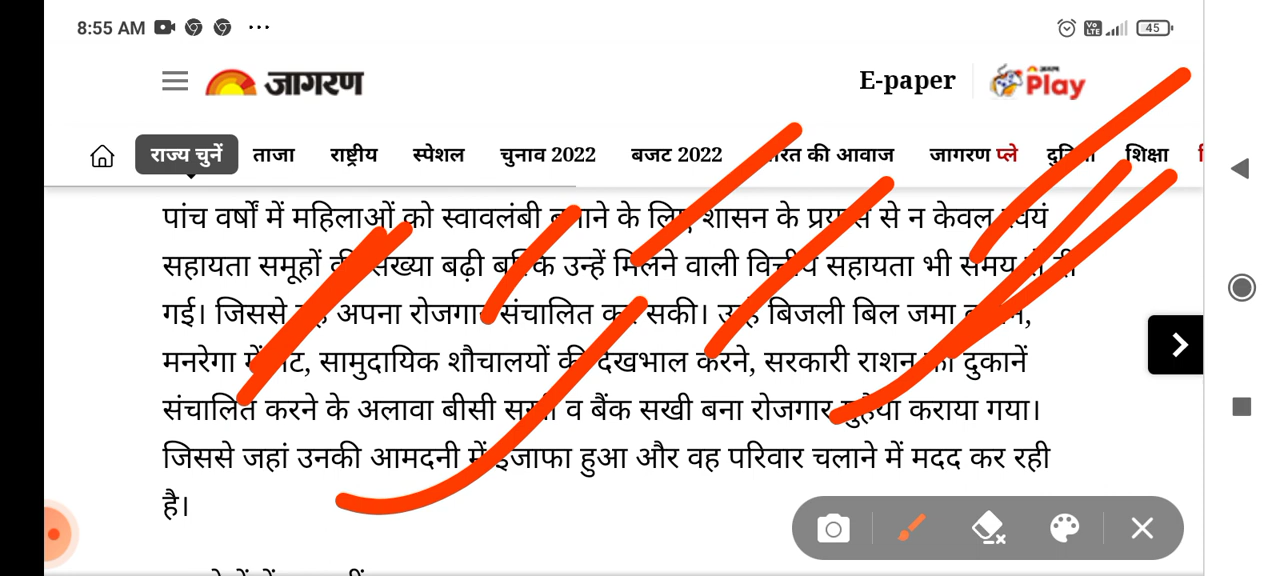 8:55 AM
45
जागरण
E-paper
Play
राज्य चुनें ताजा राष्ट्रीय स्पेशल चुनाव 2022 बजट 2022 की आवाज जागरण प्ले शिक्षा
पांच वर्षों में महिलाओं को स्वावलंबी बनाने के लिए शासन के प्रयास से न केवल स्वयं
सहायता समूहों की संख्या बढ़ी बल्कि उन्हें मिलने वाली वित्तीय सहायता भी समय
गई। जिससे अपना रोजगार संचालित कर सकी। उन्हें बिजली बिल जमा
मनरेगा सामुदायिक शौचालयों की देखभाल करने, सरकारी राशन की दुकानें
संचालित करने के अलावा बीसी सखी व बैंक सखी बना रोजगार मुहैया कराया गया।
जिससे जहां उनकी आमदनी में इजाफा हुआ और वह परिवार चलाने में मदद कर रही
है।